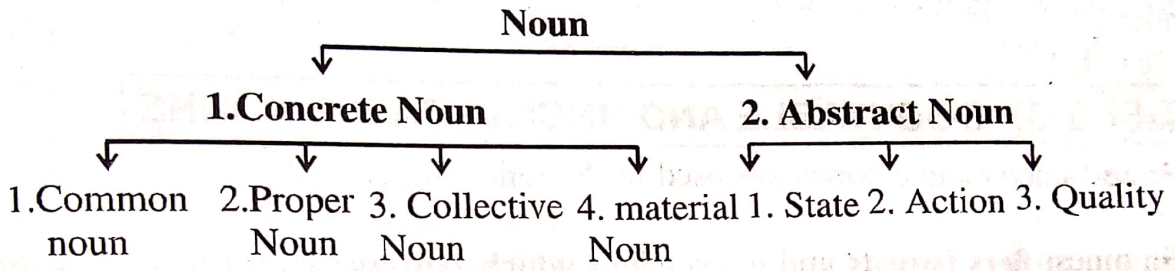 Noun
1.Concrete Noun 2. Abstract Noun
1.Common 2.Proper 3. Collective 4. material 1. State 2. Action 3. Quality
noun Noun Noun Noun